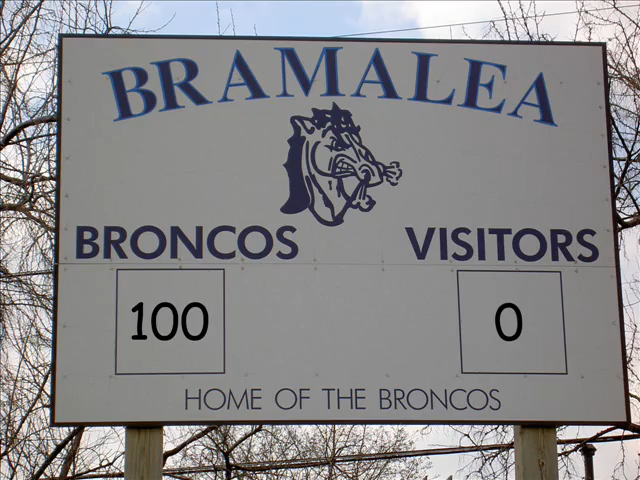 BRAMALEA
BRONCOS VISITORS
100 0
HOME OF THE BRONCOS